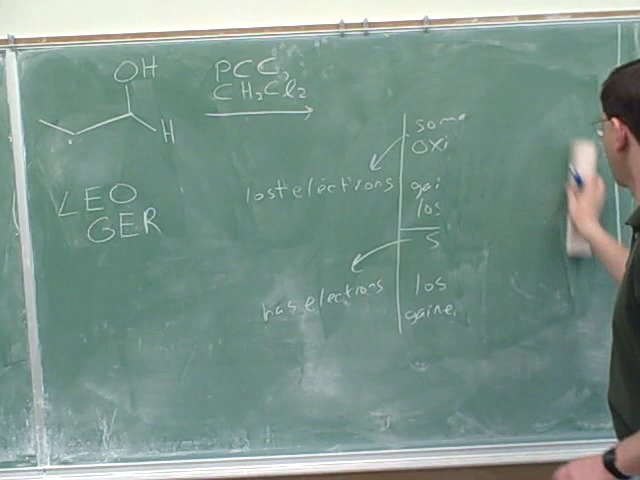 OH
H
PCC,
CH2Cl2
LEO
GER
some
oxi
lost electrons
gai
los
s
has electrons
los
gaine